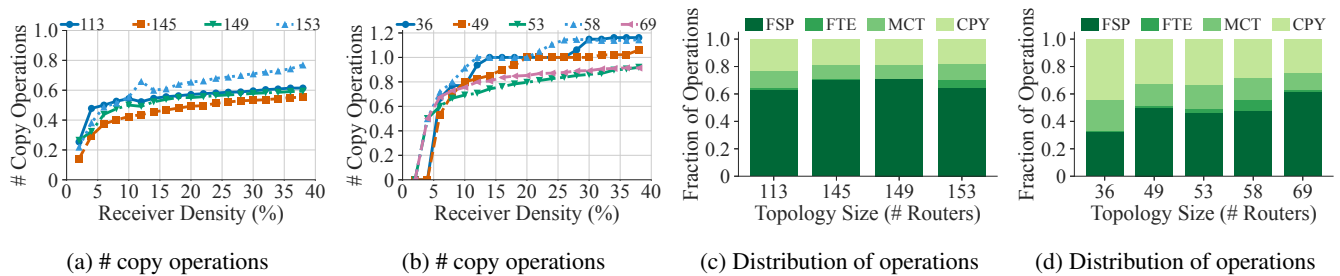 113 145 149 153
# Copy Operations
1.0
0.8
0.6
0.4
0.2
0
0 5 10 15 20 25 30 35 40
Receiver Density (%)
(a) # copy operations
36 49 53 58 69
# Copy Operations
1.2
1.0
0.8
0.6
0.4
0.2
0
0 5 10 15 20 25 30 35 40
Receiver Density (%)
(b) # copy operations
FSP FTE MCT CPY
Fraction of Operations
1.0
0.8
0.6
0.4
0.2
0
113 145 149 153
Topology Size (# Routers)
(c) Distribution of operations
FSP FTE MCT CPY
Fraction of Operations
1.0
0.8
0.6
0.4
0.2
0
36 49 53 58 69
Topology Size (# Routers)
(d) Distribution of operations